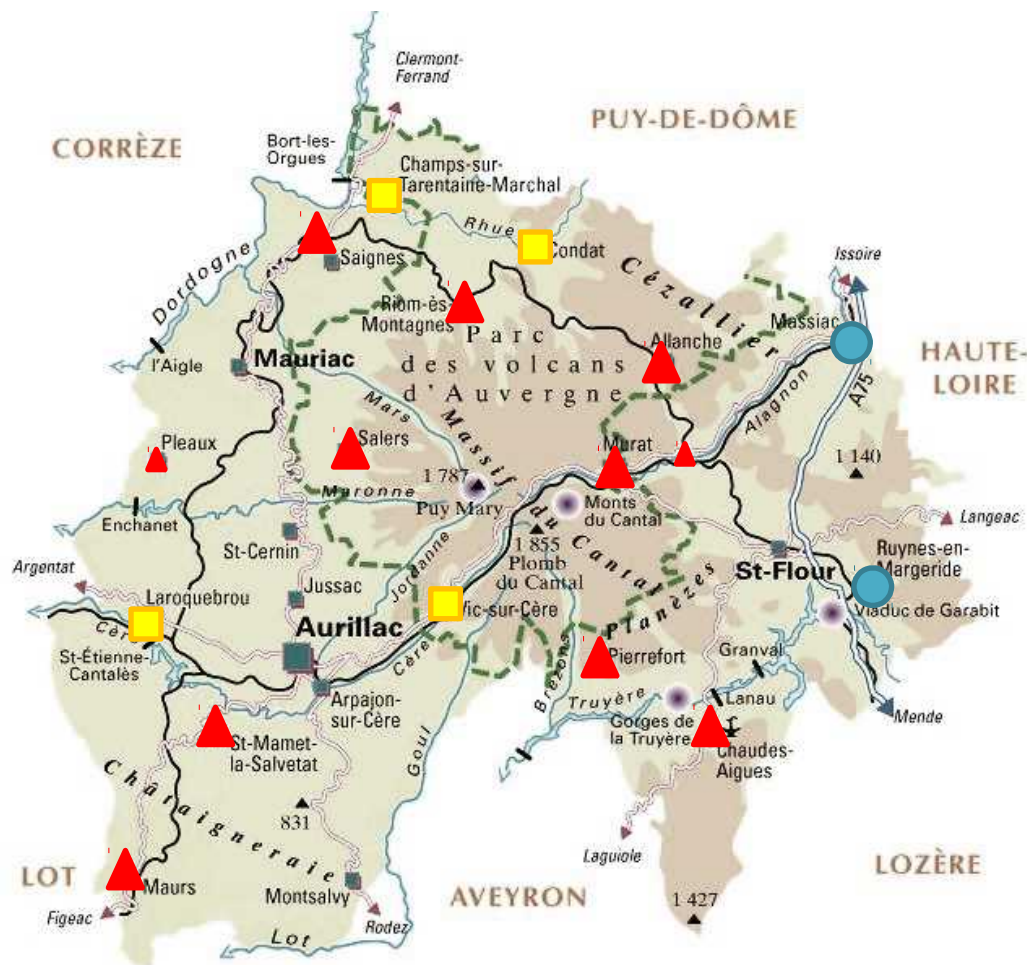 Clermont-
Ferrand
PUY-DE-DÔME
CORRÈZE
Bort-les-
Orgues
Champs-sur-
Tarentaine-Marchal
Rhue
Condat
Saignes
Dordogne
Cézallier
Issoire
Massiac
Riom-ès-
Montagnes
Parc
des volcans
d'Auvergne
Allanche
HAUTE-
LOIRE
l'Aigle
Mauriac
A75
Alagnon
Mars
Massif
du Cantal
Pleaux
Salers
Murat
1 140
1 787
Puy Mary
Maronne
Enchanet
Monts
du Cantal
Langeac
St-Cernin
Jordanne
1 855
Plomb
du Cantal
St-Flour
Ruynes-en-
Margeride
Argentat
Jussac
Planèzes
Laroquebrou
Vic-sur-Cère
Viaduc de Garabit
Aurillac
Cère
Cère
St-Étienne-
Cantalès
Pierrefort
Granval
Brezons
Arpajon-
sur-Cère
Truyère
Lanau
Mende
Gorges de
la Truyère
Chaudes-
Aigues
St-Mamet-
la-Salvetat
Goul
Châtaigneraie
831
Laguiole
LOT
Maurs
Montsalvy
AVEYRON
LOZÈRE
1 427
Figeac
Rodez
Lot